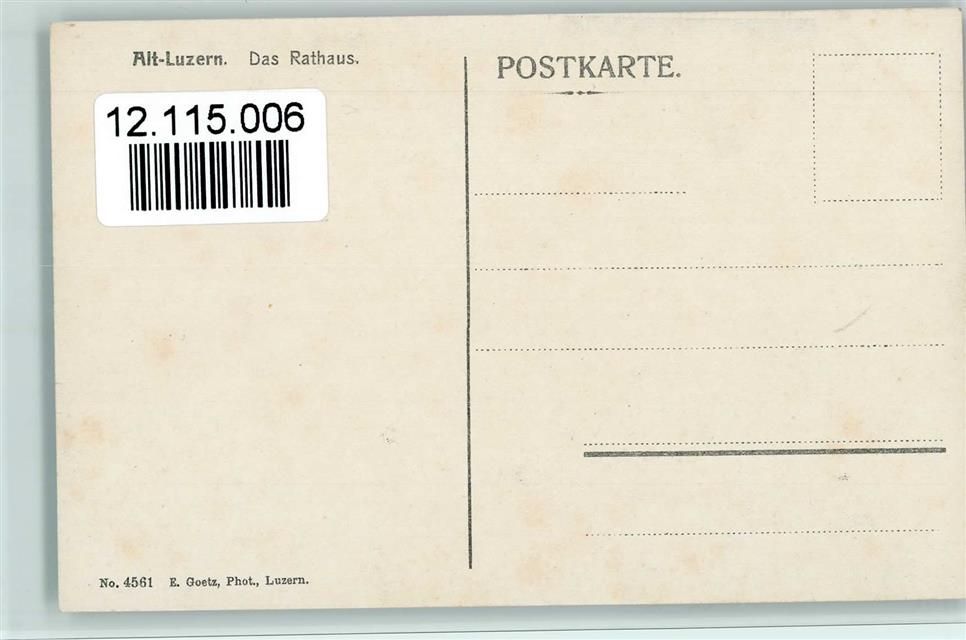 Alt-Luzern. Das Rathaus.
12.115.006
POSTKARTE.
No. 4561 E. Goetz, Phot., Luzern.